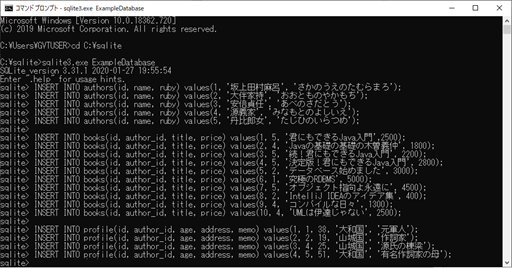 コマンドプロンプト - sqlite3.exe ExampleDatabase
Microsoft Windows [Version 10.0.18362.720]
(c) 2019 Microsoft Corporation. All rights reserved.
C:¥Users¥GVTUSER>cd C:¥sqlite
C:¥sqlite>sqlite3.exe ExampleDatabase
SQLite version 3.31.1 2020-01-27 19:55:54
Enter ".help" for usage hints.
sqlite> INSERT INTO authors(id, name, ruby) values(1, '坂上田村麻呂', 'さかのうえのたむらまろ');
sqlite> INSERT INTO authors(id, name, ruby) values(2, '大伴家持', 'おおとものやかもち');
sqlite> INSERT INTO authors(id, name, ruby) values(3, '安倍貞任', 'あべのさだとう');
sqlite> INSERT INTO authors(id, name, ruby) values(4, '源義家', 'みなもとのよしいえ');
sqlite> INSERT INTO authors(id, name, ruby) values(5, '丹比郎女', 'たじひのいらつめ');
sqlite>
sqlite> INSERT INTO books(id, author_id, title, price) values(1, 5, '君にもできるJava入門',2500);
sqlite> INSERT INTO books(id, author_id, title, price) values(2, 4, 'Javaの基礎の基礎の木曽義仲', 1800);
sqlite> INSERT INTO books(id, author_id, title, price) values(3, 5, '続！君にもできるJava入門', 2200);
sqlite> INSERT INTO books(id, author_id, title, price) values(4, 5, '決定版！君にもできるJava入門', 2800);
sqlite> INSERT INTO books(id, author_id, title, price) values(5, 2, 'データベース始めました', 3000);
sqlite> INSERT INTO books(id, author_id, title, price) values(6, 1, '究極のRDBMS', 5000);
sqlite> INSERT INTO books(id, author_id, title, price) values(7, 5, 'オブジェクト指向よ永遠に', 4500);
sqlite> INSERT INTO books(id, author_id, title, price) values(8, 2, 'IntelliJ IDEAのアイデア集', 400);
sqlite> INSERT INTO books(id, author_id, title, price) values(9, 4, 'コンパイルな日々', 1300);
sqlite> INSERT INTO books(id, author_id, title, price) values(10, 4, 'UMLは伊達じゃない', 2500);
sqlite>
sqlite> INSERT INTO profile(id, author_id, age, address, memo) values(1, 1, 38, '大和国', '元軍人');
sqlite> INSERT INTO profile(id, author_id, age, address, memo) values(2, 2, 19, '山城国', '作詞家');
sqlite> INSERT INTO profile(id, author_id, age, address, memo) values(3, 4, 25, '山城国', '源氏の棟梁');
sqlite> INSERT INTO profile(id, author_id, age, address, memo) values(4, 5, 51, '大和国', '有名作詞家の母');
sqlite>